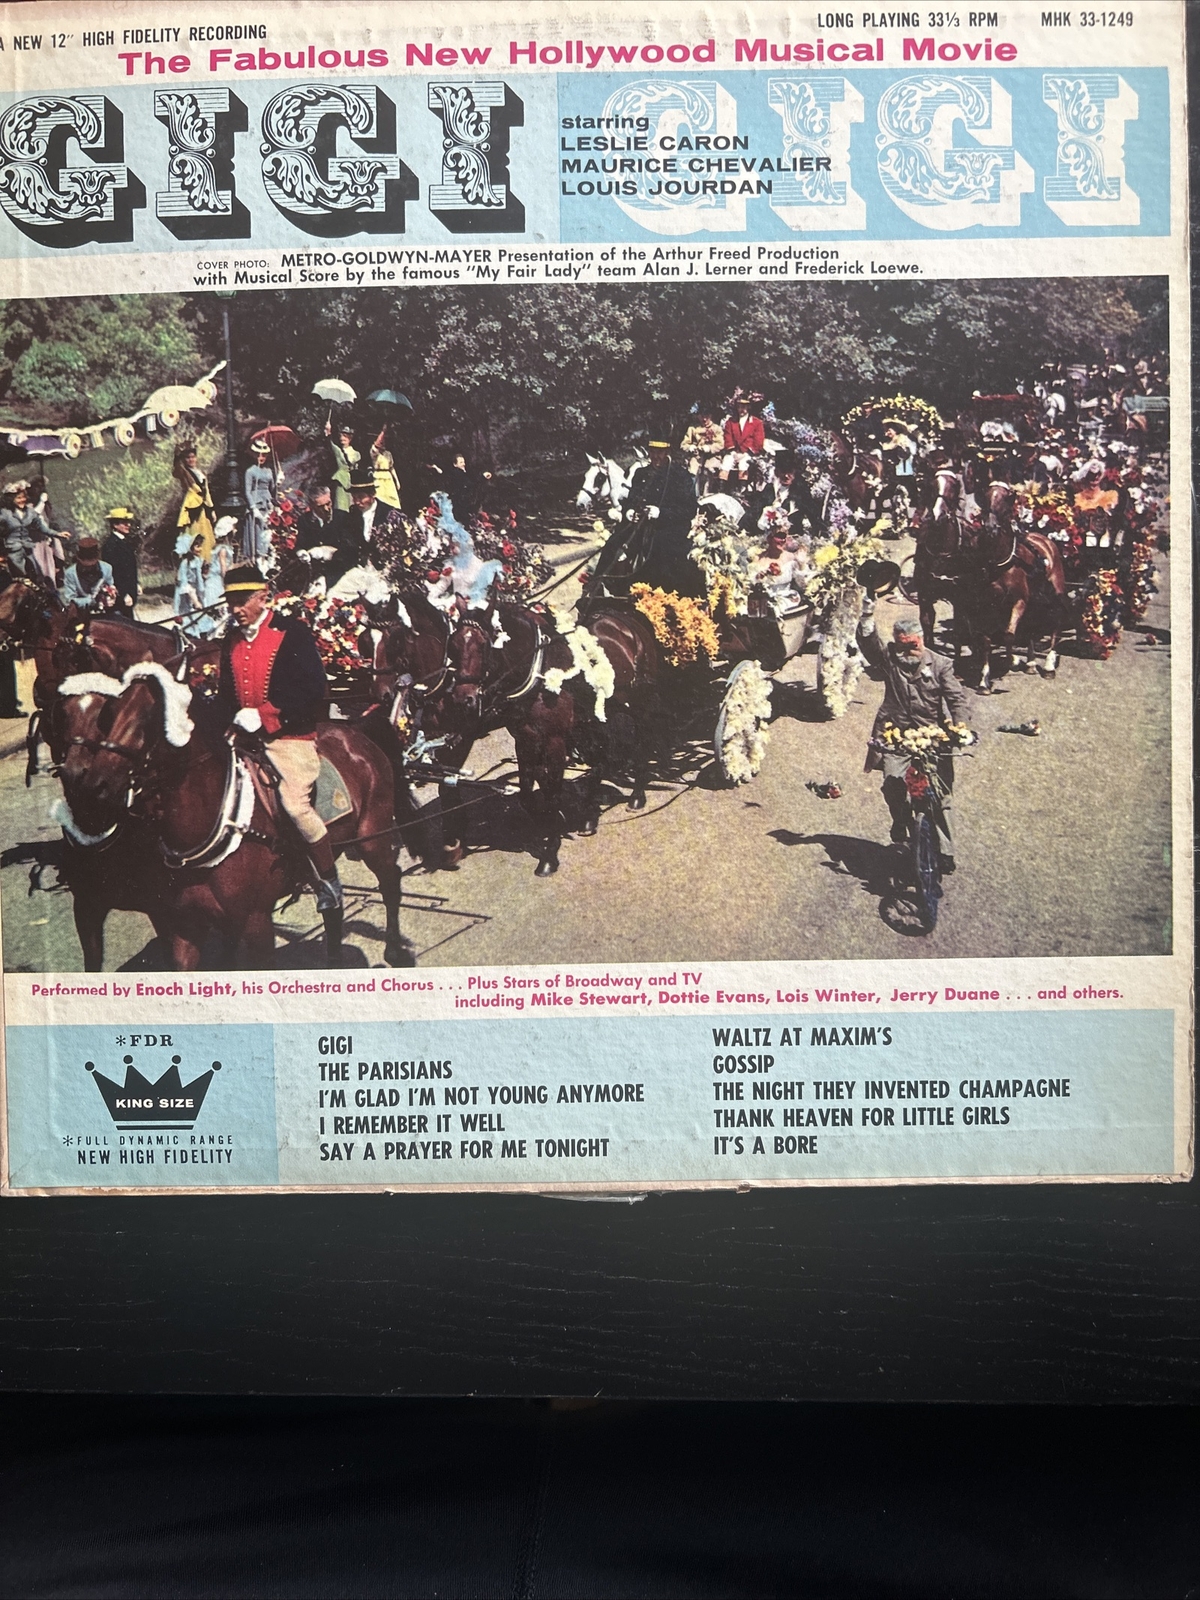 A NEW 12" HIGH FIDELITY RECORDING
LONG PLAYING 33⅓ RPM MHK 33-1249
The Fabulous New Hollywood Musical Movie
GIGI
GIGI
starring
LESLIE CARON
MAURICE CHEVALIER
LOUIS JOURDAN
COVER PHOTO: METRO-GOLDWYN-MAYER Presentation of the Arthur Freed Production
with Musical Score by the famous "My Fair Lady" team Alan J. Lerner and Frederick Loewe.
Performed by Enoch Light, his Orchestra and Chorus . . . Plus Stars of Broadway and TV
including Mike Stewart, Dottie Evans, Lois Winter, Jerry Duane . . . and others.
*FDR
KING SIZE
*FULL DYNAMIC RANGE
NEW HIGH FIDELITY
GIGI
THE PARISIANS
I'M GLAD I'M NOT YOUNG ANYMORE
I REMEMBER IT WELL
SAY A PRAYER FOR ME TONIGHT
WALTZ AT MAXIM'S
GOSSIP
THE NIGHT THEY INVENTED CHAMPAGNE
THANK HEAVEN FOR LITTLE GIRLS
IT'S A BORE